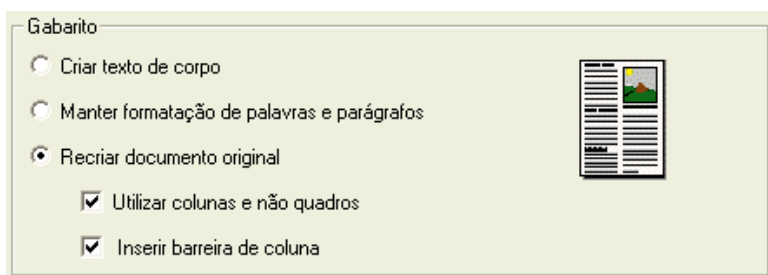 Gabarito
Criar texto de corpo
Manter formatação de palavras e parágrafos
Recriar documento original
Utilizar colunas e não quadros
Inserir barreira de coluna